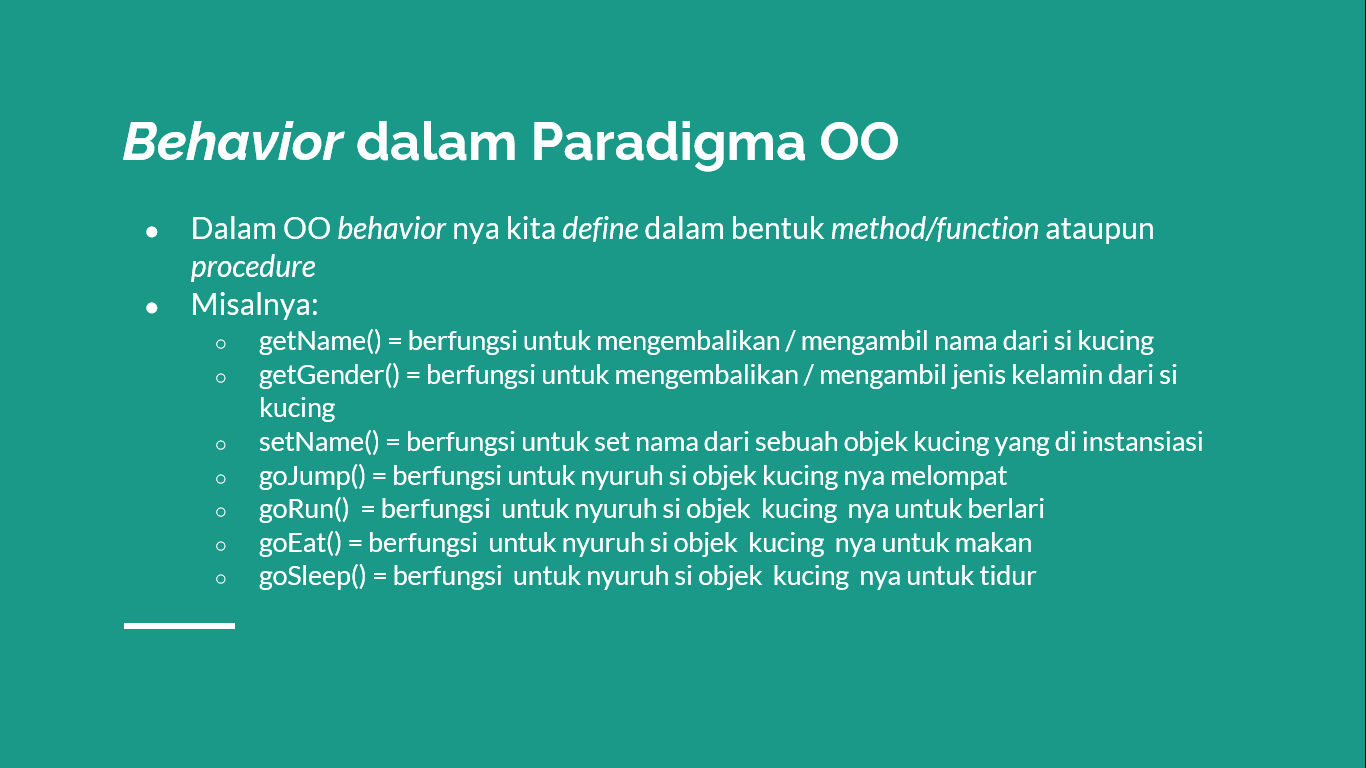 Behavior dalam Paradigma OO
● Dalam OO behavior nya kita define dalam bentuk method/function ataupun
procedure
● Misalnya:
○ getName() = berfungsi untuk mengembalikan / mengambil nama dari si kucing
○ getGender() = berfungsi untuk mengembalikan / mengambil jenis kelamin dari si
kucing
○ setName() = berfungsi untuk set nama dari sebuah objek kucing yang di instansiasi
○ goJump() = berfungsi untuk nyuruh si objek kucing nya melompat
○ goRun()  = berfungsi  untuk nyuruh si objek  kucing  nya untuk berlari
○ goEat() = berfungsi  untuk nyuruh si objek  kucing  nya untuk makan
○ goSleep() = berfungsi  untuk nyuruh si objek  kucing  nya untuk tidur